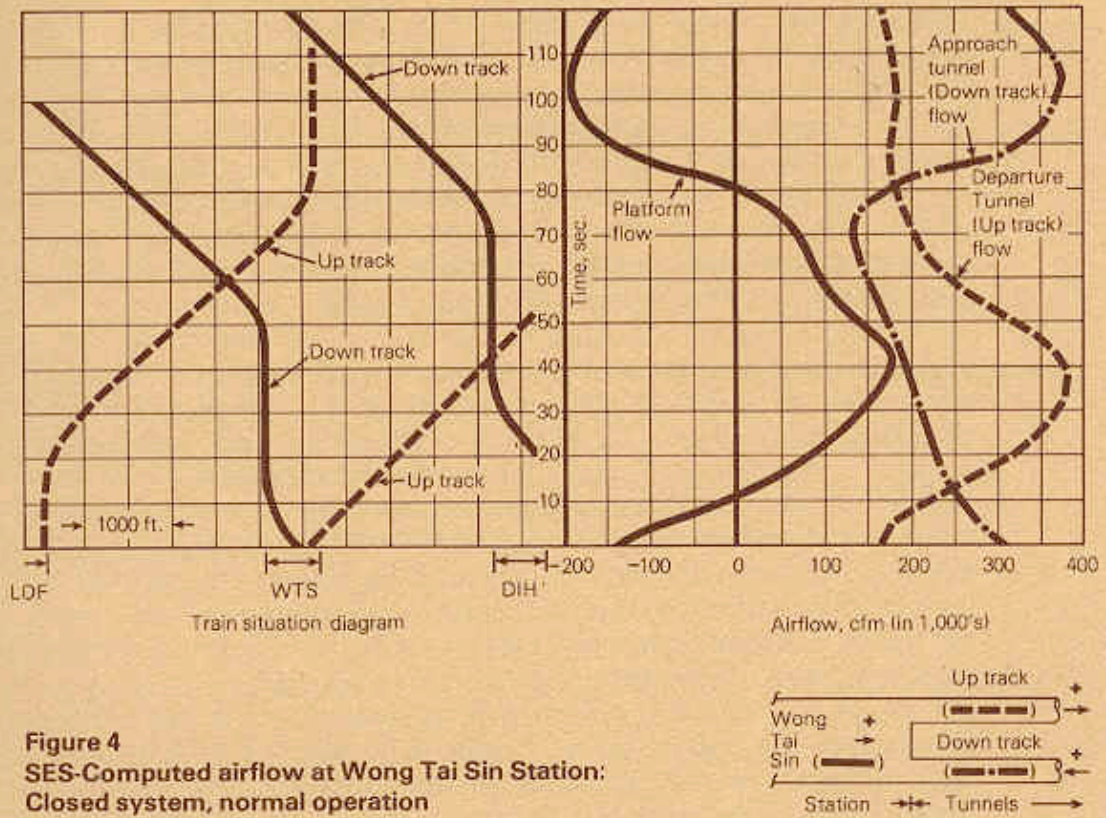 Down track
Up track
Down track
Up track
1000 ft.
LOF
WTS
DIH
Train situation diagram
110
100
90
80
70
60
50
40
30
20
10
Time, sec
Approach
tunnel
(Down track)
flow
Departure
Tunnel
(Up track)
flow
Platform
flow
-200 -100 0 100 200 300 400
Airflow, cfm (in 1,000's)
Figure 4
SES-Computed airflow at Wong Tai Sin Station:
Closed system, normal operation
Up track
+
Wong +
Tai
Sin ( )
Down track
+
Station Tunnels